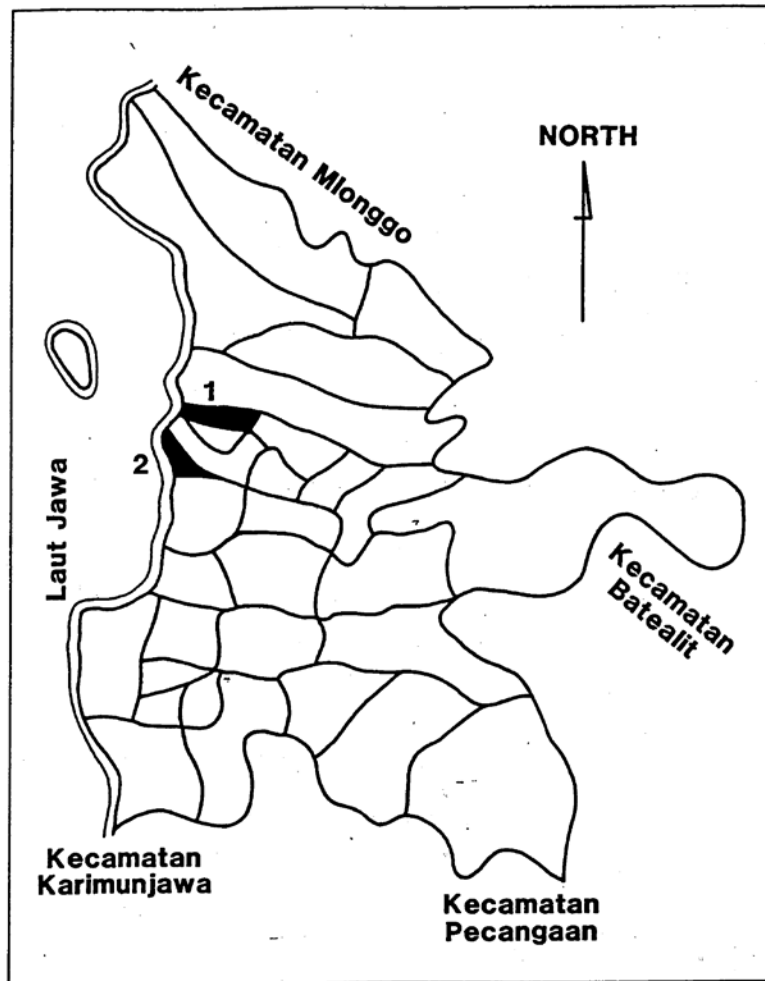 Kecamatan Mlonggo
NORTH
1
2
Laut Jawa
Kecamatan
Batealit
Kecamatan
Karimunjawa
Kecamatan
Pecangaan